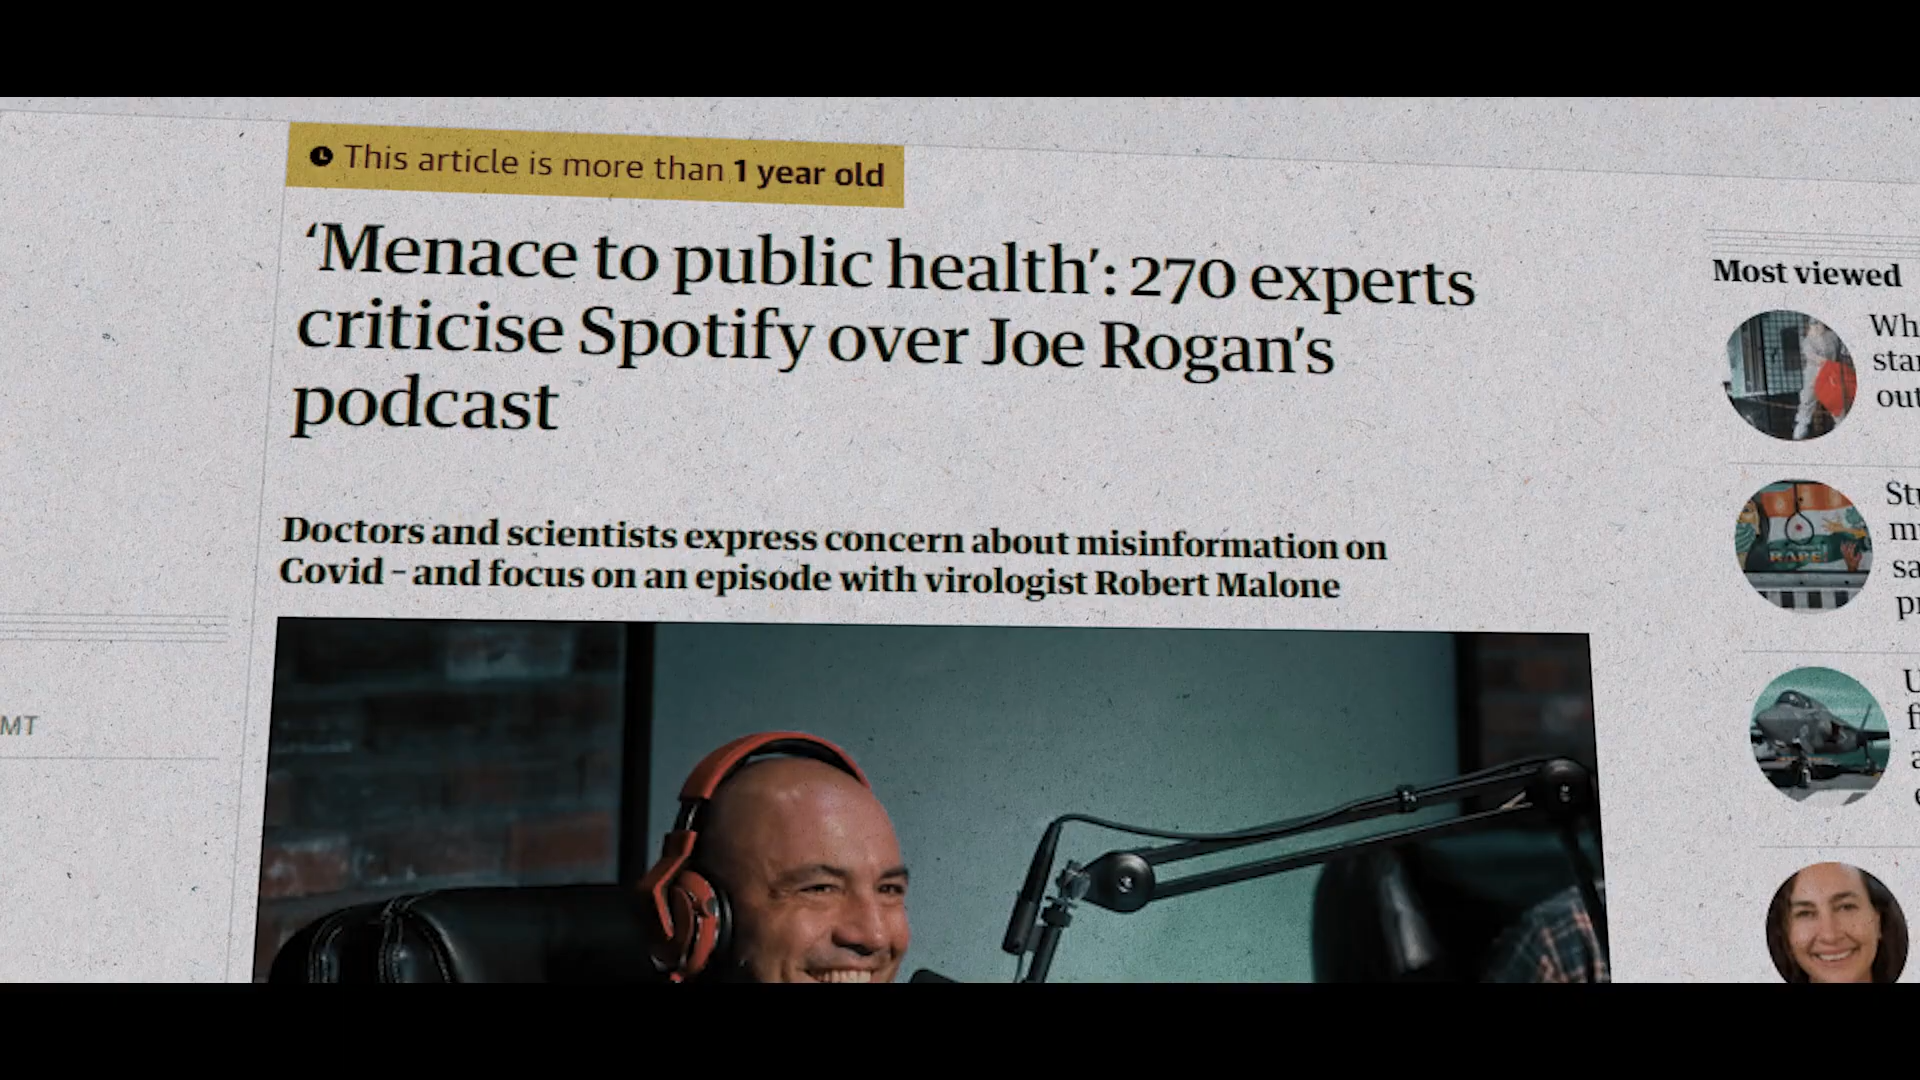 This article is more than 1 year old
‘Menace to public health’: 270 experts
criticise Spotify over Joe Rogan’s
podcast
Doctors and scientists express concern about misinformation on
Covid – and focus on an episode with virologist Robert Malone
MT
Most viewed
RAPE